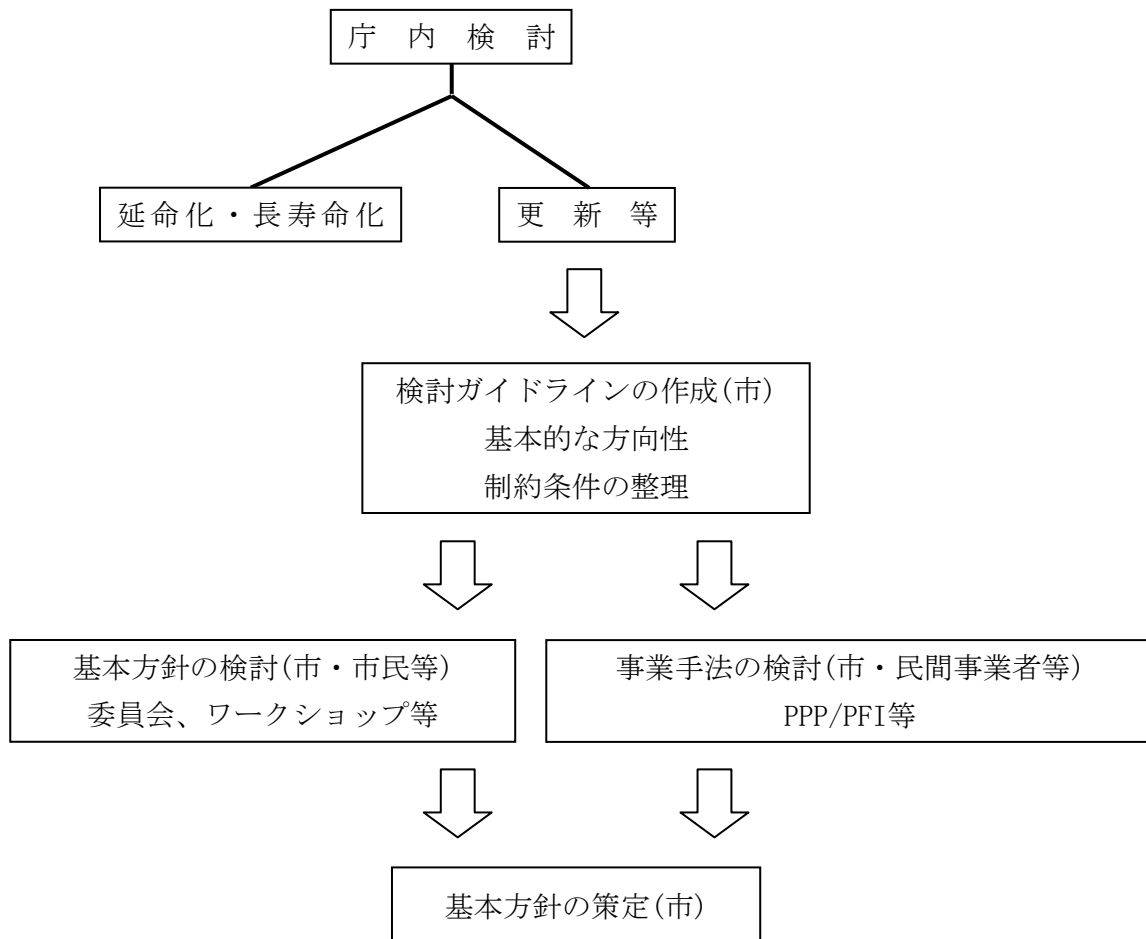 庁内検討
延命化・長寿命化
更新等
検討ガイドラインの作成(市)
基本的な方向性
制約条件の整理
基本方針の検討(市・市民等)
委員会、ワークショップ等
事業手法の検討(市・民間事業者等)
PPP/PFI等
基本方針の策定(市)